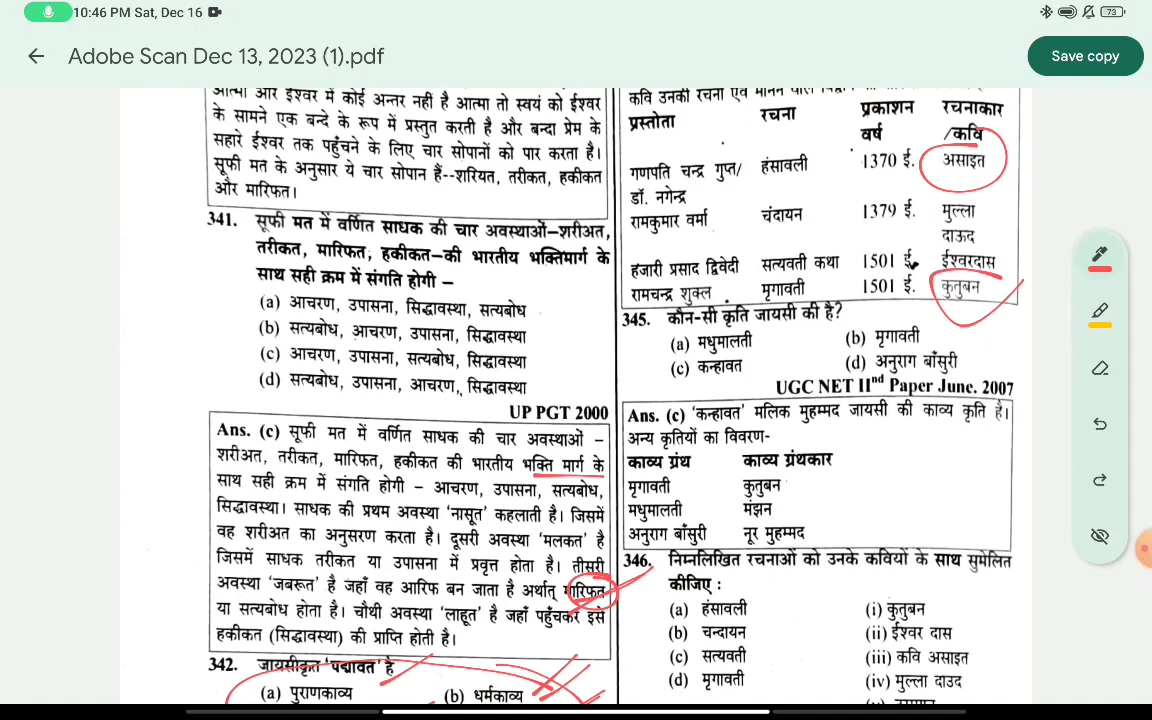 10:46 PM Sat, Dec 16
73
Adobe Scan Dec 13, 2023 (1).pdf
Save copy
आत्मा और ईश्वर में कोई अन्तर नही है आत्मा तो स्वयं को ईश्वर
के सामने एक बन्दे के रूप में प्रस्तुत करती है और बन्दा प्रेम के
सहारे ईश्वर तक पहुँचने के लिए चार सोपानों को पार करता है।
सूफी मत के अनुसार ये चार सोपान हैं–शरियत, तरीकत, हकीकत
और मारिफत।
341. सूफी मत में वर्णित साधक की चार अवस्थाओं–शरीअत,
तरीकत, मारिफत, हकीकत–की भारतीय भक्तिमार्ग के
साथ सही क्रम में संगति होगी –
(a) आचरण, उपासना, सिद्धावस्था, सत्यबोध
(b) सत्यबोध, आचरण, उपासना, सिद्धावस्था
(c) आचरण, उपासना, सत्यबोध, सिद्धावस्था
(d) सत्यबोध, उपासना, आचरण, सिद्धावस्था
UP PGT 2000
Ans. (c) सूफी मत में वर्णित साधक की चार अवस्थाओं –
शरीअत, तरीकत, मारिफत, हकीकत की भारतीय भक्ति मार्ग के
साथ सही क्रम में संगति होगी – आचरण, उपासना, सत्यबोध,
सिद्धावस्था। साधक की प्रथम अवस्था ‘नासूत’ कहलाती है। जिसमें
वह शरीअत का अनुसरण करता है। दूसरी अवस्था ‘मलकत’ है
जिसमें साधक तरीकत या उपासना में प्रवृत्त होता है। तीसरी
अवस्था ‘जबरूत’ है जहाँ वह आरिफ बन जाता है अर्थात् मारिफत
या सत्यबोध होता है। चौथी अवस्था ‘लाहूत’ है जहाँ पहुँचकर इसे
हकीकत (सिद्धावस्था) की प्राप्ति होती है।
342. जायसीकृत ‘पद्मावत’ है
(a) पुराणकाव्य (b) धर्मकाव्य
कवि उनकी रचना एवं मानने वाले
प्रस्तोता रचना प्रकाशन रचनाकार
वर्ष /कवि
गणपति चन्द्र गुप्त/ हंसावली 1370 ई. असाइत
डॉ. नगेन्द्र
रामकुमार वर्मा चंदायन 1379 ई. मुल्ला
दाऊद
हजारी प्रसाद द्विवेदी सत्यवती कथा 1501 ई. ईश्वरदास
रामचन्द्र शुक्ल मृगावती 1501 ई. कुतुबन
345. कौन-सी कृति जायसी की है?
(a) मधुमालती (b) मृगावती
(c) कन्हावत (d) अनुराग बाँसुरी
UGC NET IInd Paper June. 2007
Ans. (c) ‘कन्हावत’ मलिक मुहम्मद जायसी की काव्य कृति है।
अन्य कृतियों का विवरण-
काव्य ग्रंथ काव्य ग्रंथकार
मृगावती कुतुबन
मधुमालती मंझन
अनुराग बाँसुरी नूर मुहम्मद
346. निम्नलिखित रचनाओं को उनके कवियों के साथ सुमेलित
कीजिए :
(a) हंसावली (i) कुतुबन
(b) चन्दायन (ii) ईश्वर दास
(c) सत्यवती (iii) कवि असाइत
(d) मृगावती (iv) मुल्ला दाउद